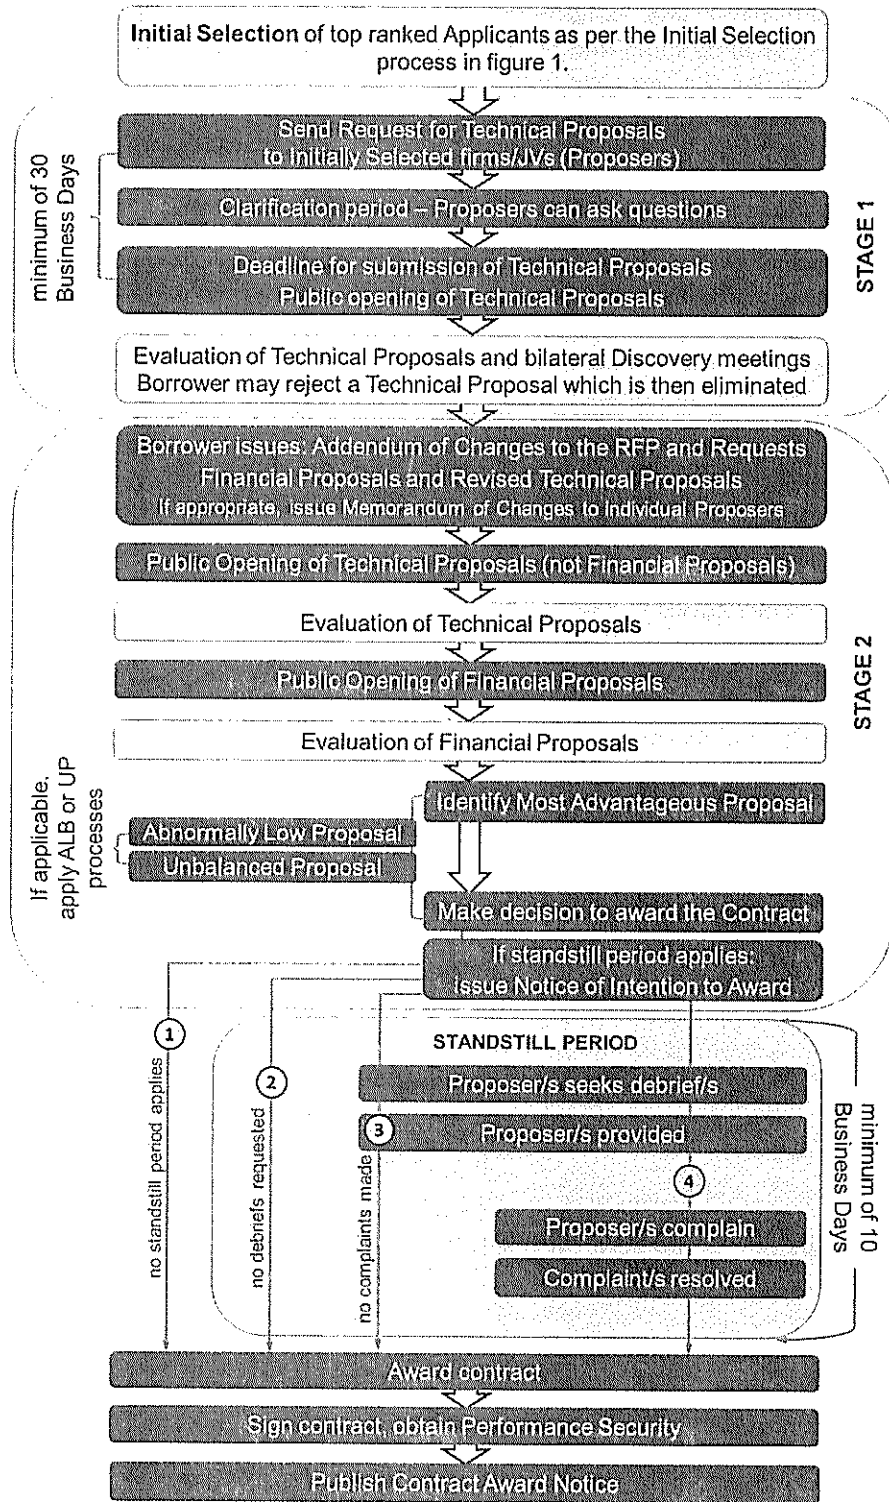 Initial Selection of top ranked Applicants as per the Initial Selection
process in figure 1.
Send Request for Technical Proposals
to Initially Selected firms/JVs (Proposers)
Clarification period – Proposers can ask questions
Deadline for submission of Technical Proposals
Public opening of Technical Proposals
minimum of 30
Business Days
STAGE 1
Evaluation of Technical Proposals and bilateral Discovery meetings
Borrower may reject a Technical Proposal which is then eliminated
Borrower issues: Addendum of Changes to the RFP and Requests
Financial Proposals and Revised Technical Proposals
If appropriate, issue Memorandum of Changes to Individual Proposers
Public Opening of Technical Proposals (not Financial Proposals)
Evaluation of Technical Proposals
Public Opening of Financial Proposals
STAGE 2
Evaluation of Financial Proposals
Identify Most Advantageous Proposal
Abnormally Low Proposal
Unbalanced Proposal
If applicable,
apply ALB or UP
processes
Make decision to award the Contract
If standstill period applies:
Issue Notice of Intention to Award
1
no standstill period applies
2
no debriefs requested
STANDSTILL PERIOD
Proposer/s seeks debrief/s
3
no complaints made
Proposer/s provided
4
Proposer/s complain
Complaint/s resolved
minimum of 10
Business Days
Award contract
Sign contract, obtain Performance Security
Publish Contract Award Notice